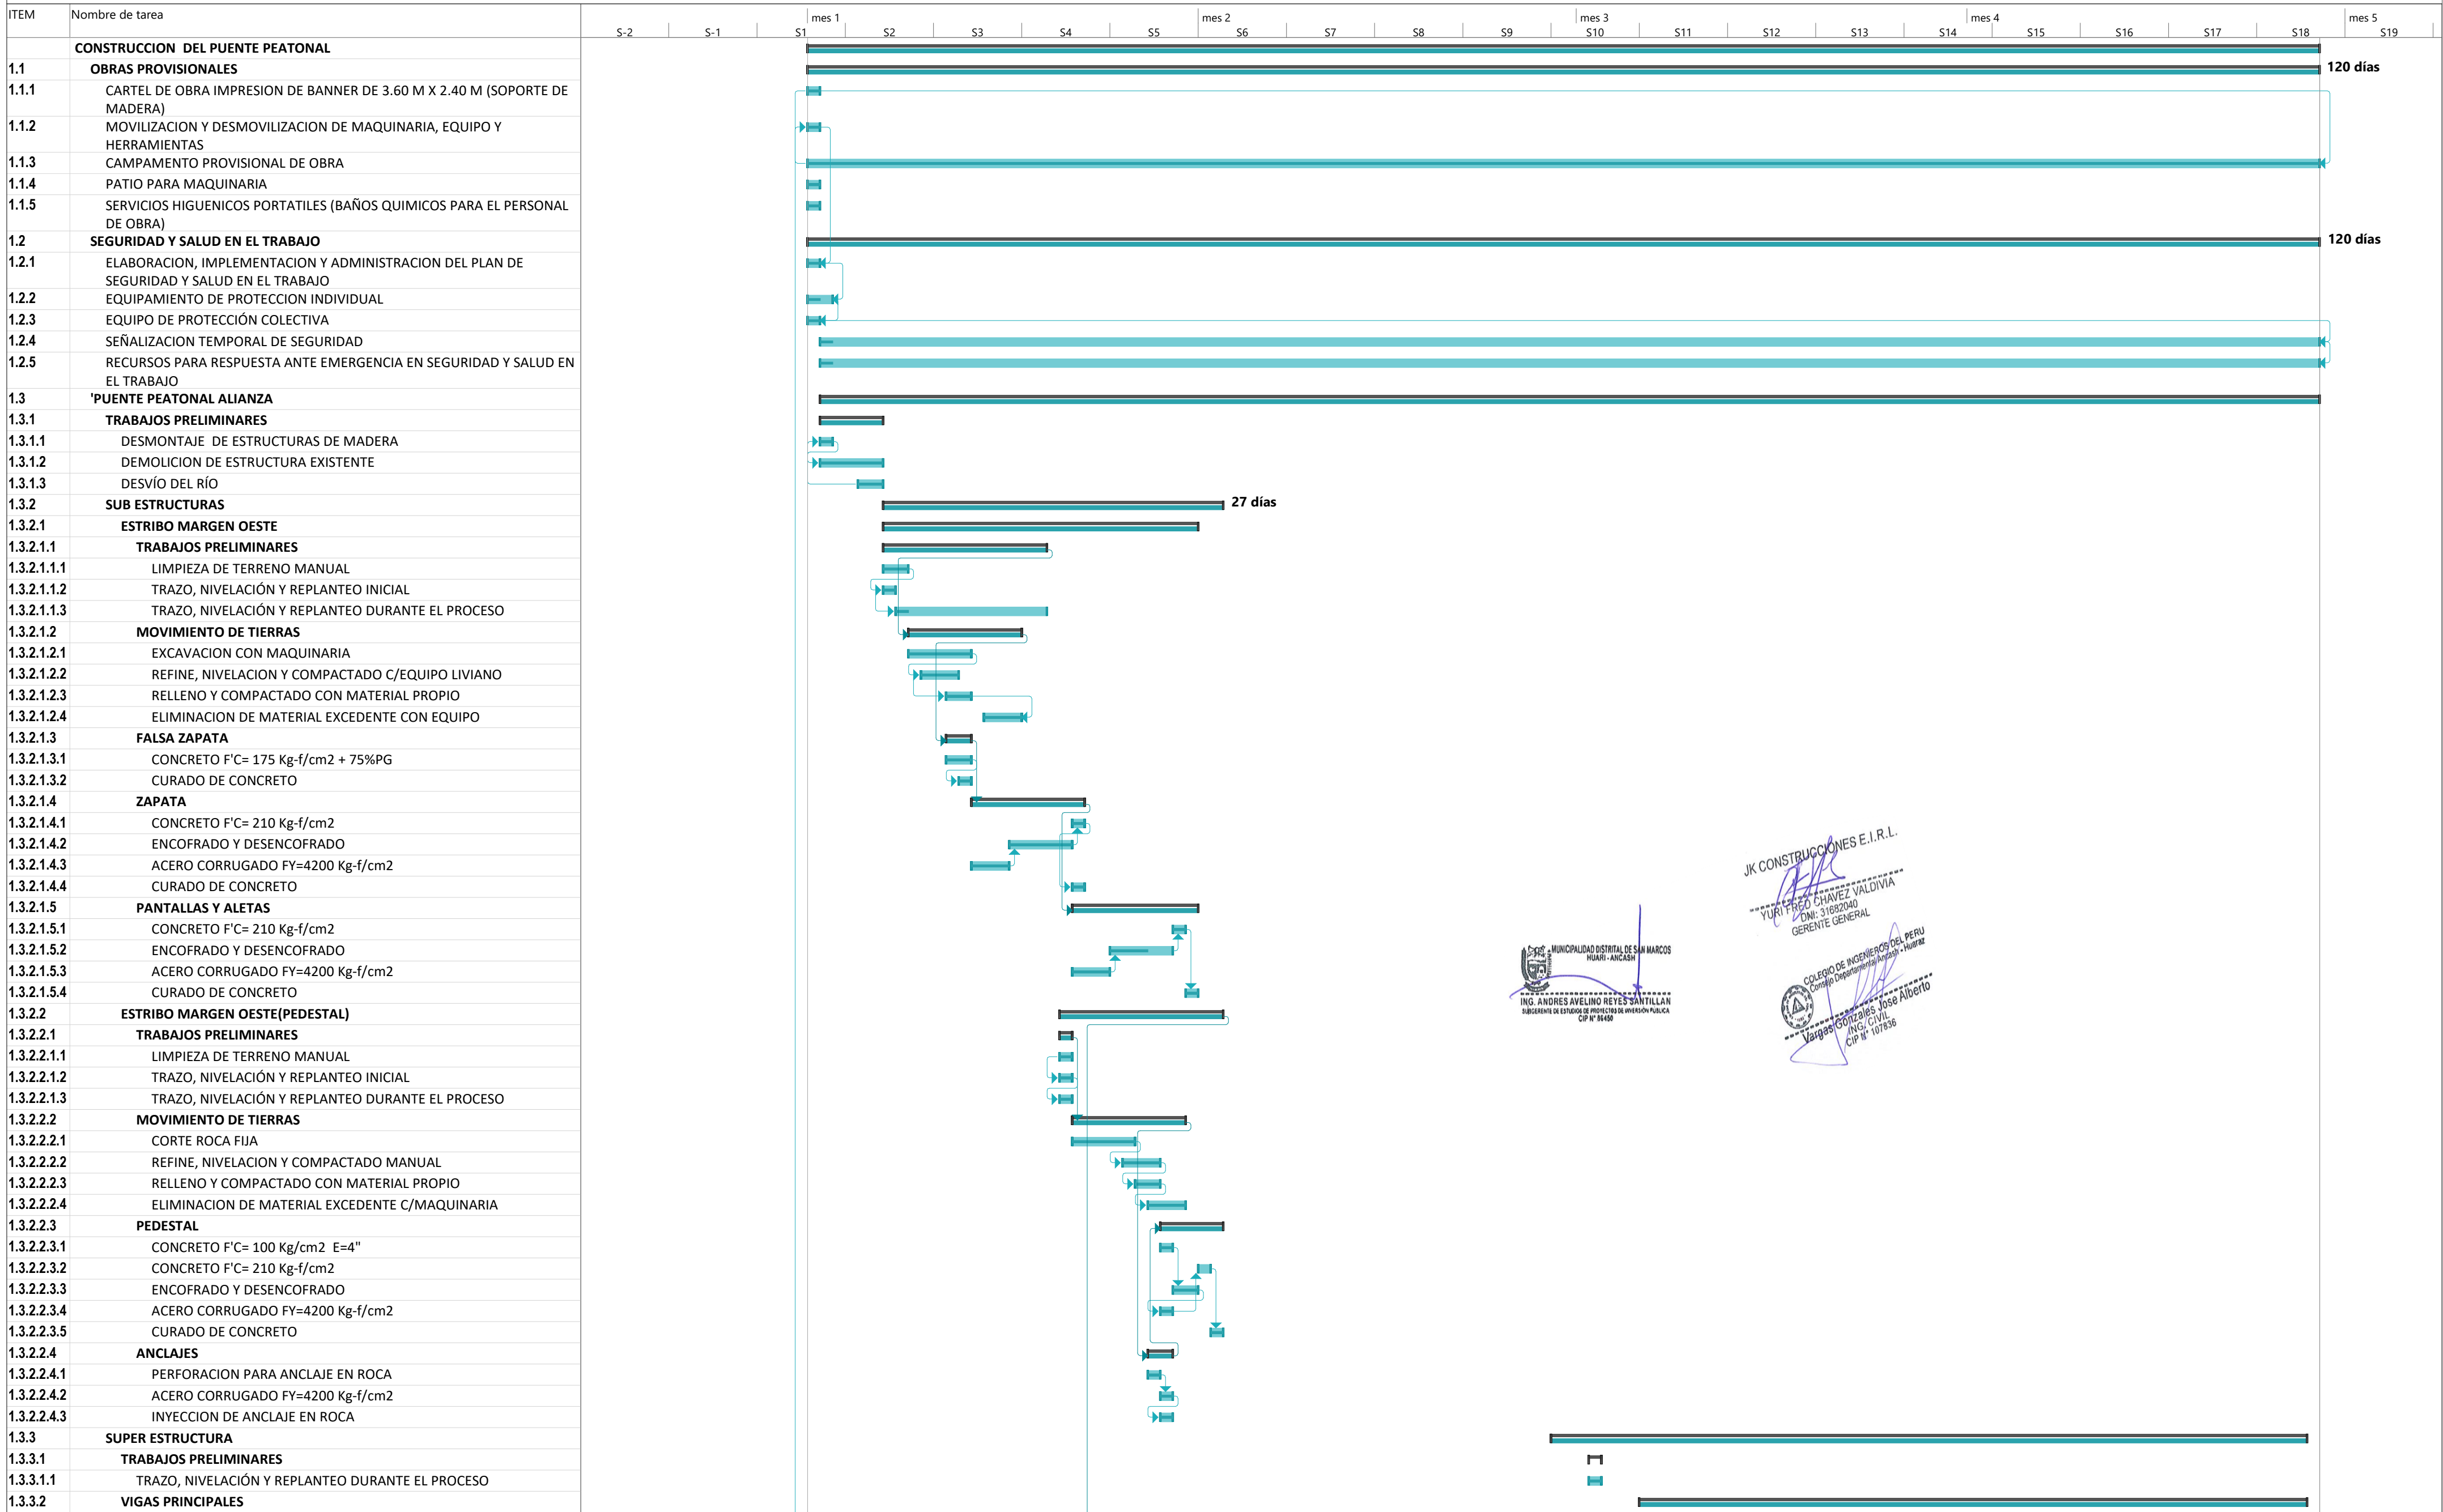 ITEM Nombre de tarea
mes 1 mes 2 mes 3 mes 4 mes 5
S-2 S-1 S1 S2 S3 S4 S5 S6 S7 S8 S9 S10 S11 S12 S13 S14 S15 S16 S17 S18 S19
CONSTRUCCION DEL PUENTE PEATONAL
1.1 OBRAS PROVISIONALES 120 días
1.1.1 CARTEL DE OBRA IMPRESION DE BANNER DE 3.60 M X 2.40 M (SOPORTE DE
MADERA)
1.1.2 MOVILIZACION Y DESMOVILIZACION DE MAQUINARIA, EQUIPO Y
HERRAMIENTAS
1.1.3 CAMPAMENTO PROVISIONAL DE OBRA
1.1.4 PATIO PARA MAQUINARIA
1.1.5 SERVICIOS HIGUENICOS PORTATILES (BAÑOS QUIMICOS PARA EL PERSONAL
DE OBRA)
1.2 SEGURIDAD Y SALUD EN EL TRABAJO 120 días
1.2.1 ELABORACION, IMPLEMENTACION Y ADMINISTRACION DEL PLAN DE
SEGURIDAD Y SALUD EN EL TRABAJO
1.2.2 EQUIPAMIENTO DE PROTECCION INDIVIDUAL
1.2.3 EQUIPO DE PROTECCIÓN COLECTIVA
1.2.4 SEÑALIZACION TEMPORAL DE SEGURIDAD
1.2.5 RECURSOS PARA RESPUESTA ANTE EMERGENCIA EN SEGURIDAD Y SALUD EN
EL TRABAJO
1.3 'PUENTE PEATONAL ALIANZA
1.3.1 TRABAJOS PRELIMINARES
1.3.1.1 DESMONTAJE DE ESTRUCTURAS DE MADERA
1.3.1.2 DEMOLICION DE ESTRUCTURA EXISTENTE
1.3.1.3 DESVÍO DEL RÍO
1.3.2 SUB ESTRUCTURAS 27 días
1.3.2.1 ESTRIBO MARGEN OESTE
1.3.2.1.1 TRABAJOS PRELIMINARES
1.3.2.1.1.1 LIMPIEZA DE TERRENO MANUAL
1.3.2.1.1.2 TRAZO, NIVELACIÓN Y REPLANTEO INICIAL
1.3.2.1.1.3 TRAZO, NIVELACIÓN Y REPLANTEO DURANTE EL PROCESO
1.3.2.1.2 MOVIMIENTO DE TIERRAS
1.3.2.1.2.1 EXCAVACION CON MAQUINARIA
1.3.2.1.2.2 REFINE, NIVELACION Y COMPACTADO C/EQUIPO LIVIANO
1.3.2.1.2.3 RELLENO Y COMPACTADO CON MATERIAL PROPIO
1.3.2.1.2.4 ELIMINACION DE MATERIAL EXCEDENTE CON EQUIPO
1.3.2.1.3 FALSA ZAPATA
1.3.2.1.3.1 CONCRETO F'C= 175 Kg-f/cm2 + 75%PG
1.3.2.1.3.2 CURADO DE CONCRETO
1.3.2.1.4 ZAPATA
1.3.2.1.4.1 CONCRETO F'C= 210 Kg-f/cm2
1.3.2.1.4.2 ENCOFRADO Y DESENCOFRADO
1.3.2.1.4.3 ACERO CORRUGADO FY=4200 Kg-f/cm2
1.3.2.1.4.4 CURADO DE CONCRETO
1.3.2.1.5 PANTALLAS Y ALETAS
1.3.2.1.5.1 CONCRETO F'C= 210 Kg-f/cm2
1.3.2.1.5.2 ENCOFRADO Y DESENCOFRADO
1.3.2.1.5.3 ACERO CORRUGADO FY=4200 Kg-f/cm2
1.3.2.1.5.4 CURADO DE CONCRETO
1.3.2.2 ESTRIBO MARGEN OESTE(PEDESTAL)
1.3.2.2.1 TRABAJOS PRELIMINARES
1.3.2.2.1.1 LIMPIEZA DE TERRENO MANUAL
1.3.2.2.1.2 TRAZO, NIVELACIÓN Y REPLANTEO INICIAL
1.3.2.2.1.3 TRAZO, NIVELACIÓN Y REPLANTEO DURANTE EL PROCESO
1.3.2.2.2 MOVIMIENTO DE TIERRAS
1.3.2.2.2.1 CORTE ROCA FIJA
1.3.2.2.2.2 REFINE, NIVELACION Y COMPACTADO MANUAL
1.3.2.2.2.3 RELLENO Y COMPACTADO CON MATERIAL PROPIO
1.3.2.2.2.4 ELIMINACION DE MATERIAL EXCEDENTE C/MAQUINARIA
1.3.2.2.3 PEDESTAL
1.3.2.2.3.1 CONCRETO F'C= 100 Kg/cm2 E=4"
1.3.2.2.3.2 CONCRETO F'C= 210 Kg-f/cm2
1.3.2.2.3.3 ENCOFRADO Y DESENCOFRADO
1.3.2.2.3.4 ACERO CORRUGADO FY=4200 Kg-f/cm2
1.3.2.2.3.5 CURADO DE CONCRETO
1.3.2.2.4 ANCLAJES
1.3.2.2.4.1 PERFORACION PARA ANCLAJE EN ROCA
1.3.2.2.4.2 ACERO CORRUGADO FY=4200 Kg-f/cm2
1.3.2.2.4.3 INYECCION DE ANCLAJE EN ROCA
1.3.3 SUPER ESTRUCTURA
1.3.3.1 TRABAJOS PRELIMINARES
1.3.3.1.1 TRAZO, NIVELACIÓN Y REPLANTEO DURANTE EL PROCESO
1.3.3.2 VIGAS PRINCIPALES
JK CONSTRUCCIONES E.I.R.L.
YURI FRED CHAVEZ VALDIVIA
DNI: 31682040
GERENTE GENERAL
MUNICIPALIDAD DISTRITAL DE SAN MARCOS
HUARI - ANCASH
ING. ANDRES AVELINO REYES SANTILLAN
SUBGERENTE DE ESTUDIOS DE PROYECTOS DE INVERSIÓN PUBLICA
CIP N° 86450
COLEGIO DE INGENIEROS DEL PERU
Consejo Departamental Ancash - Huaraz
Vargas Gonzales Jose Alberto
ING. CIVIL
CIP N° 107836